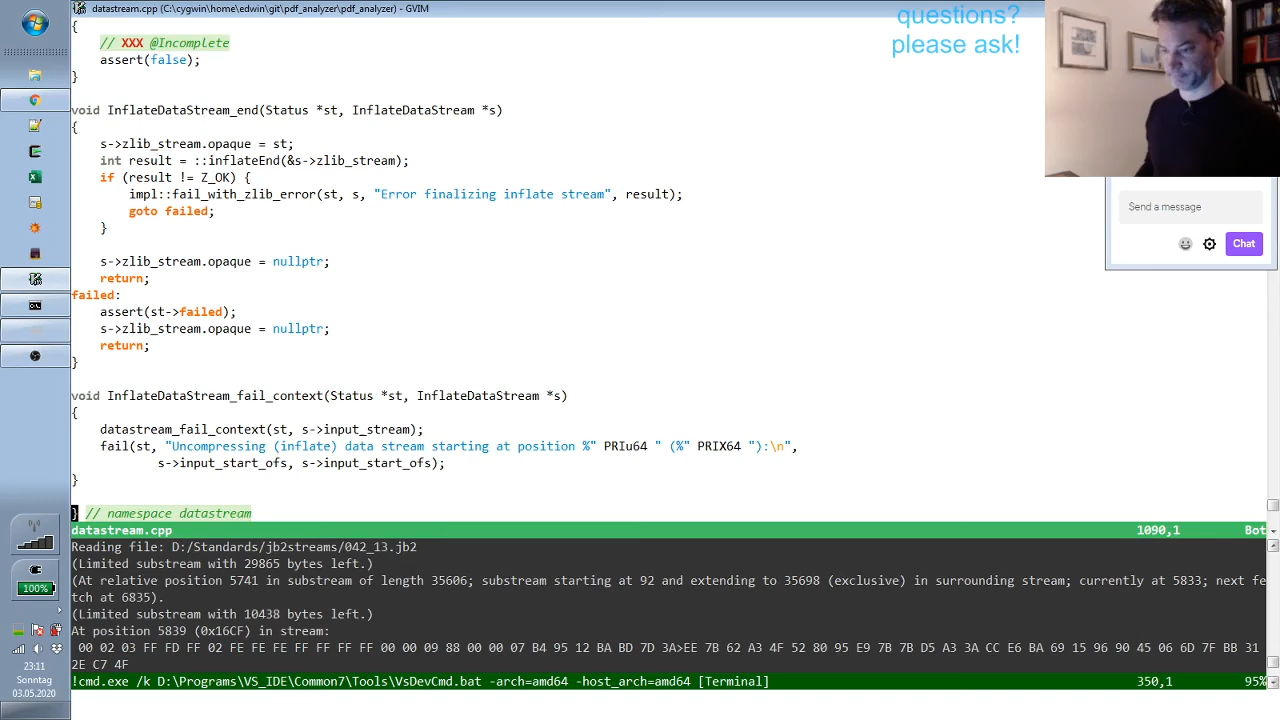 datastream.cpp (C:\cygwin\home\edwin\git\pdf_analyzer\pdf_analyzer) - GVIM
questions?
please ask!
{
// XXX @Incomplete
assert(false);
}
void InflateDataStream_end(Status *st, InflateDataStream *s)
{
s->zlib_stream.opaque = st;
int result = ::inflateEnd(&s->zlib_stream);
if (result != Z_OK) {
impl::fail_with_zlib_error(st, s, "Error finalizing inflate stream", result);
goto failed;
}
s->zlib_stream.opaque = nullptr;
return;
failed:
assert(st->failed);
s->zlib_stream.opaque = nullptr;
return;
}
void InflateDataStream_fail_context(Status *st, InflateDataStream *s)
{
datastream_fail_context(st, s->input_stream);
fail(st, "Uncompressing (inflate) data stream starting at position %" PRIu64 " (%" PRIX64 "):\n",
s->input_start_ofs, s->input_start_ofs);
}
} // namespace datastream
datastream.cpp 1090,1 Bot
Reading file: D:/Standards/jb2streams/042_13.jb2
(Limited substream with 29865 bytes left.)
(At relative position 5741 in substream of length 35606; substream starting at 92 and extending to 35698 (exclusive) in surrounding stream; currently at 5833; next fe
tch at 6835).
(Limited substream with 10438 bytes left.)
At position 5839 (0x16CF) in stream:
00 02 03 FF FD FF 02 FE FE FE FF FF FF FF 00 00 09 88 00 00 07 B4 95 12 BA BD 7D 3A>EE 7B 62 A3 4F 52 80 95 E9 7B 7B D5 A3 3A CC E6 BA 69 15 96 90 45 06 6D 7F BB 31
2E C7 4F
!cmd.exe /k D:\Programs\VS_IDE\Common7\Tools\VsDevCmd.bat -arch=amd64 -host_arch=amd64 [Terminal] 350,1 95%
Send a message
Chat
100%
23:11
Sonntag
03.05.2020